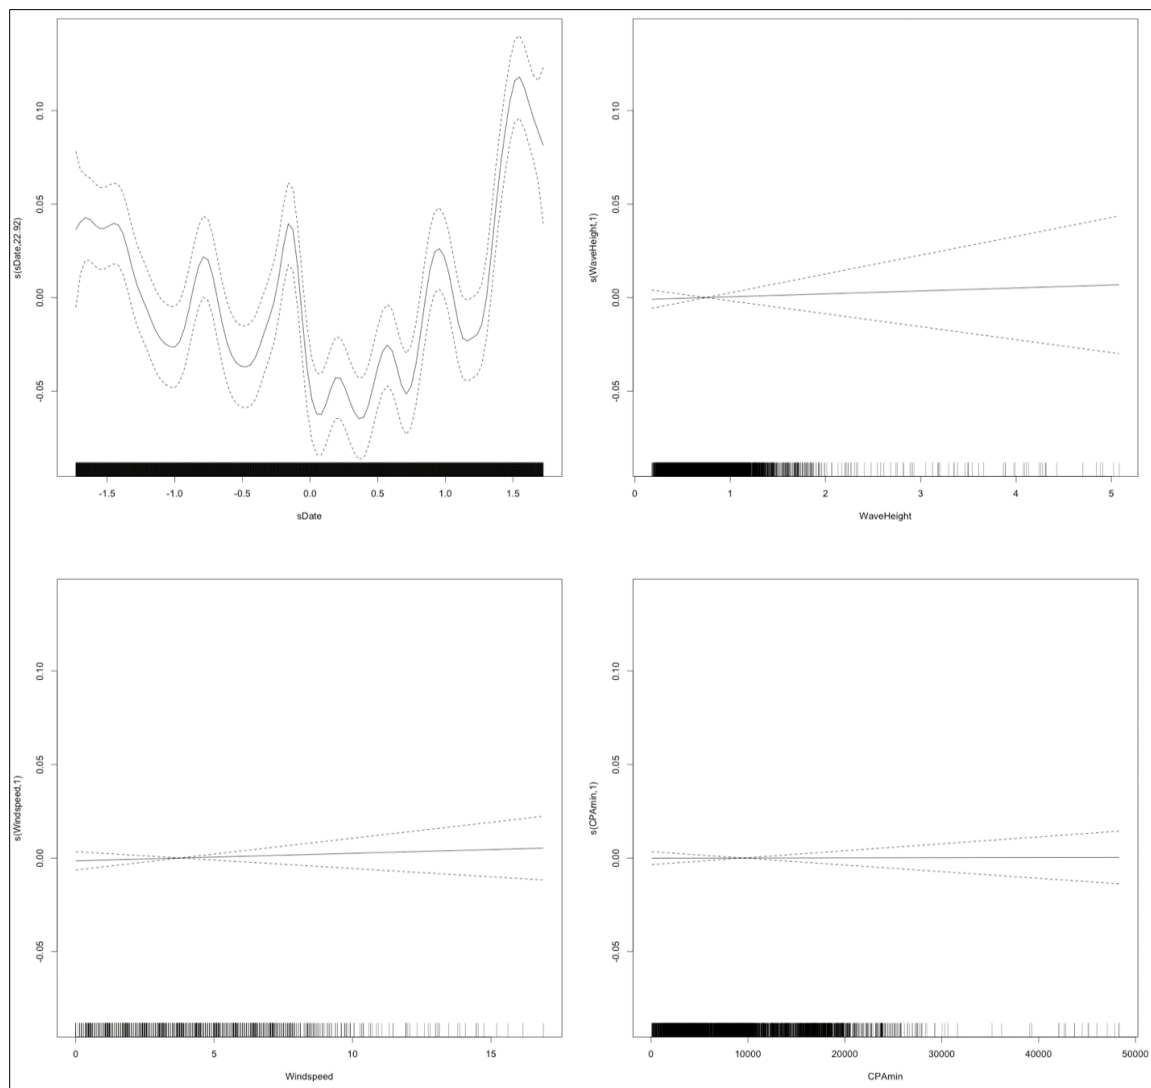 s(sDate,22.92)
0.10
0.05
0.00
-0.05
-1.5 -1.0 -0.5 0.0 0.5 1.0 1.5
sDate
s(WaveHeight,1)
0.10
0.05
0.00
-0.05
0 1 2 3 4 5
WaveHeight
s(Windspeed,1)
0.10
0.05
0.00
-0.05
0 5 10 15
Windspeed
s(CPAmin,1)
0.10
0.05
0.00
-0.05
0 10000 20000 30000 40000 50000
CPAmin